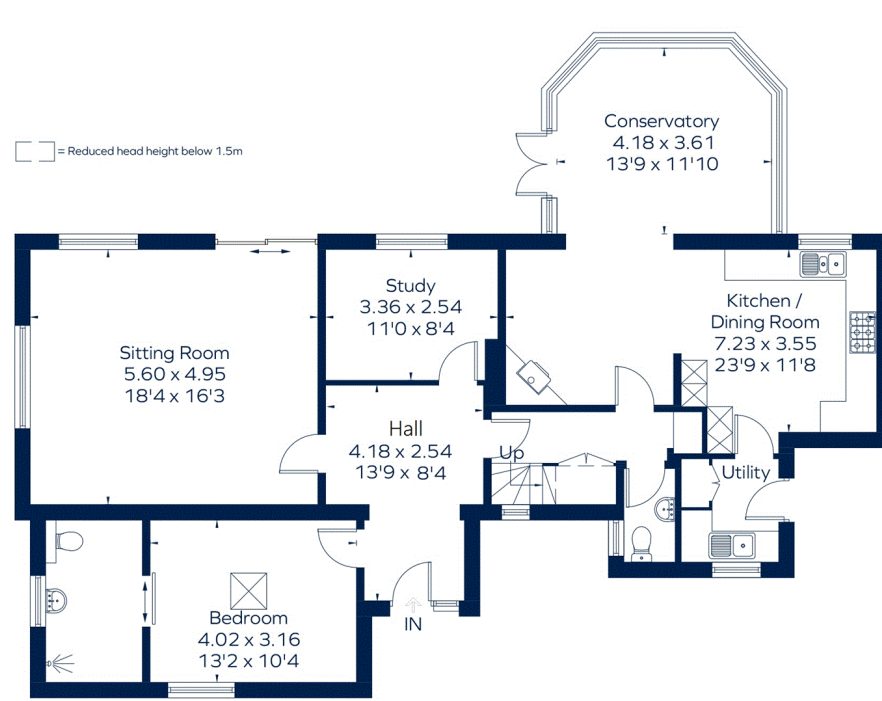 Conservatory
4.18 x 3.61
13'9 x 11'10
= Reduced head height below 1.5m
Study
3.36 x 2.54
11'0 x 8'4
Kitchen /
Dining Room
7.23 x 3.55
23'9 x 11'8
Sitting Room
5.60 x 4.95
18'4 x 16'3
Hall
4.18 x 2.54
13'9 x 8'4
Up
Utility
Bedroom
4.02 x 3.16
13'2 x 10'4
IN